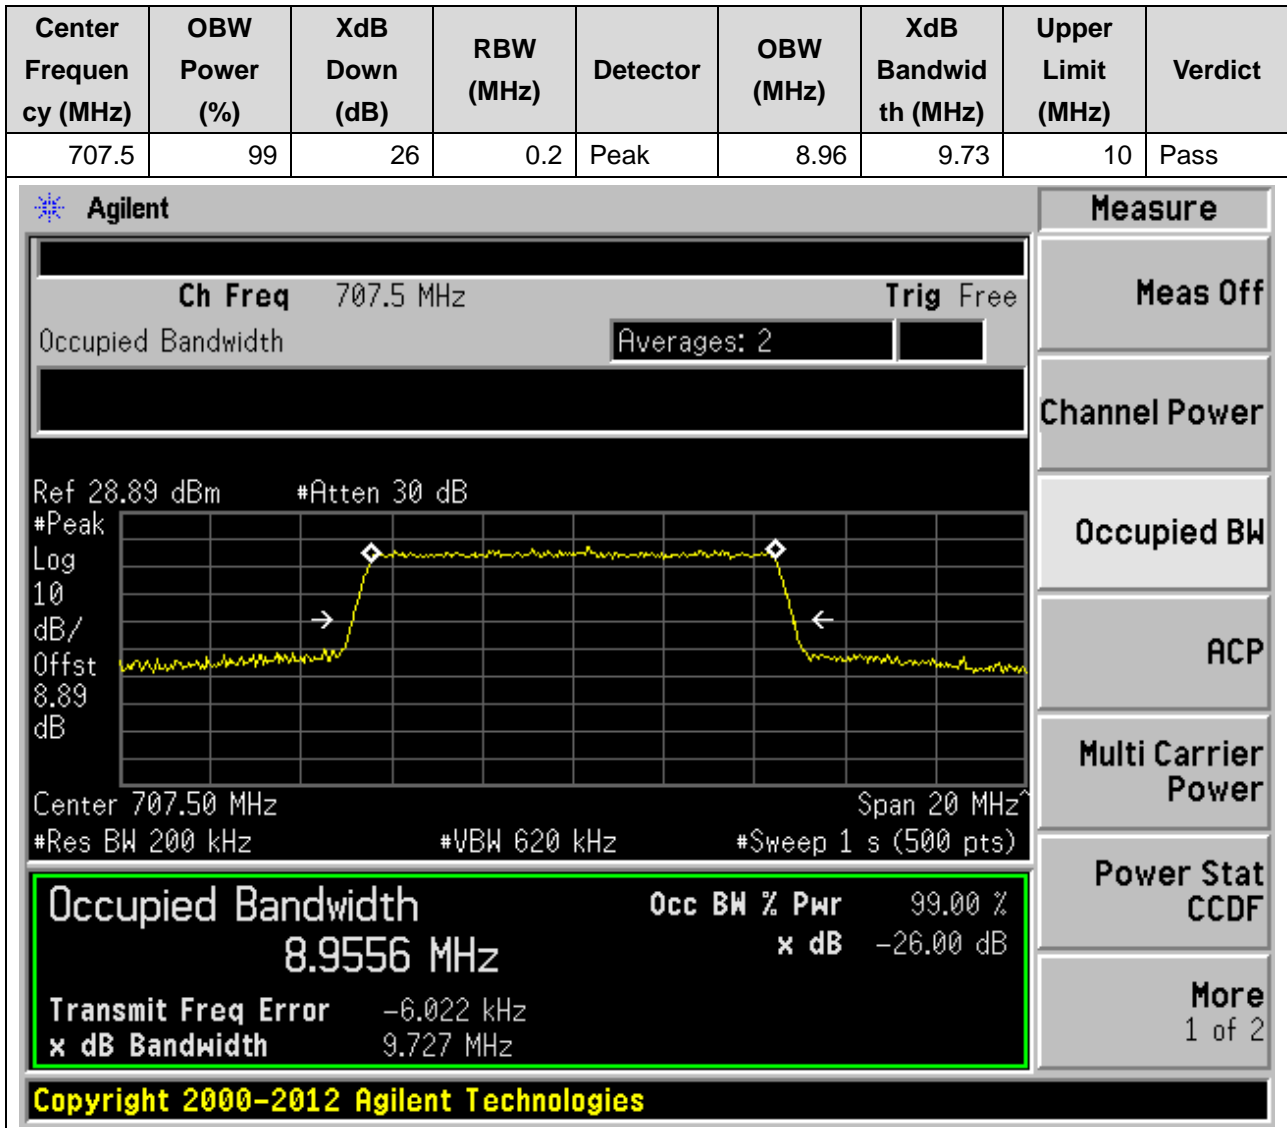 Center Frequen cy (MHz) OBW Power (%) XdB Down (dB) RBW (MHz) Detector OBW (MHz) XdB Bandwid th (MHz) Upper Limit (MHz) Verdict
707.5 99 26 0.2 Peak 8.96 9.73 10 Pass
Agilent
Measure
Ch Freq 707.5 MHz Trig Free
Occupied Bandwidth Averages: 2
Meas Off
Channel Power
Occupied BW
ACP
Multi Carrier
Power
Power Stat
CCDF
More
1 of 2
Ref 28.89 dBm #Atten 30 dB
#Peak
Log
10
dB/
Offst
8.89
dB
Center 707.50 MHz Span 20 MHz^
#Res BW 200 kHz #VBW 620 kHz #Sweep 1 s (500 pts)
Occupied Bandwidth Occ BW % Pwr 99.00 %
8.9556 MHz x dB -26.00 dB
Transmit Freq Error -6.022 kHz
x dB Bandwidth 9.727 MHz
Copyright 2000-2012 Agilent Technologies